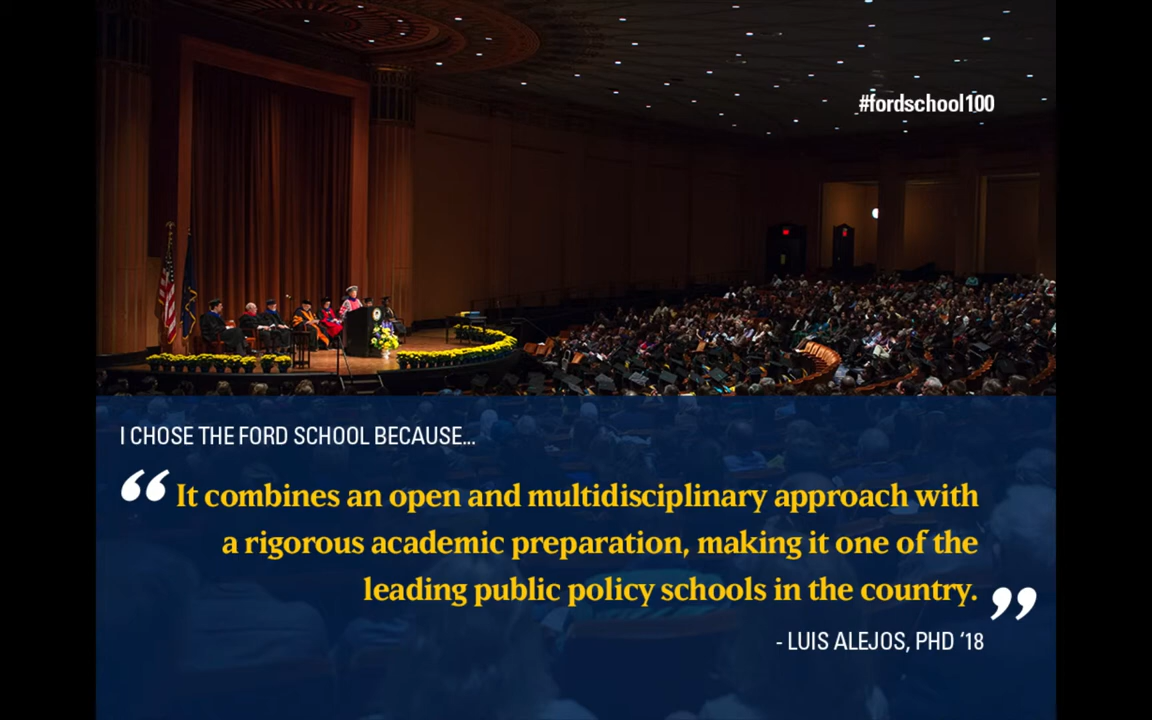 #fordschool100
I CHOSE THE FORD SCHOOL BECAUSE...
“It combines an open and multidisciplinary approach with
a rigorous academic preparation, making it one of the
leading public policy schools in the country.”
- LUIS ALEJOS, PHD ‘18